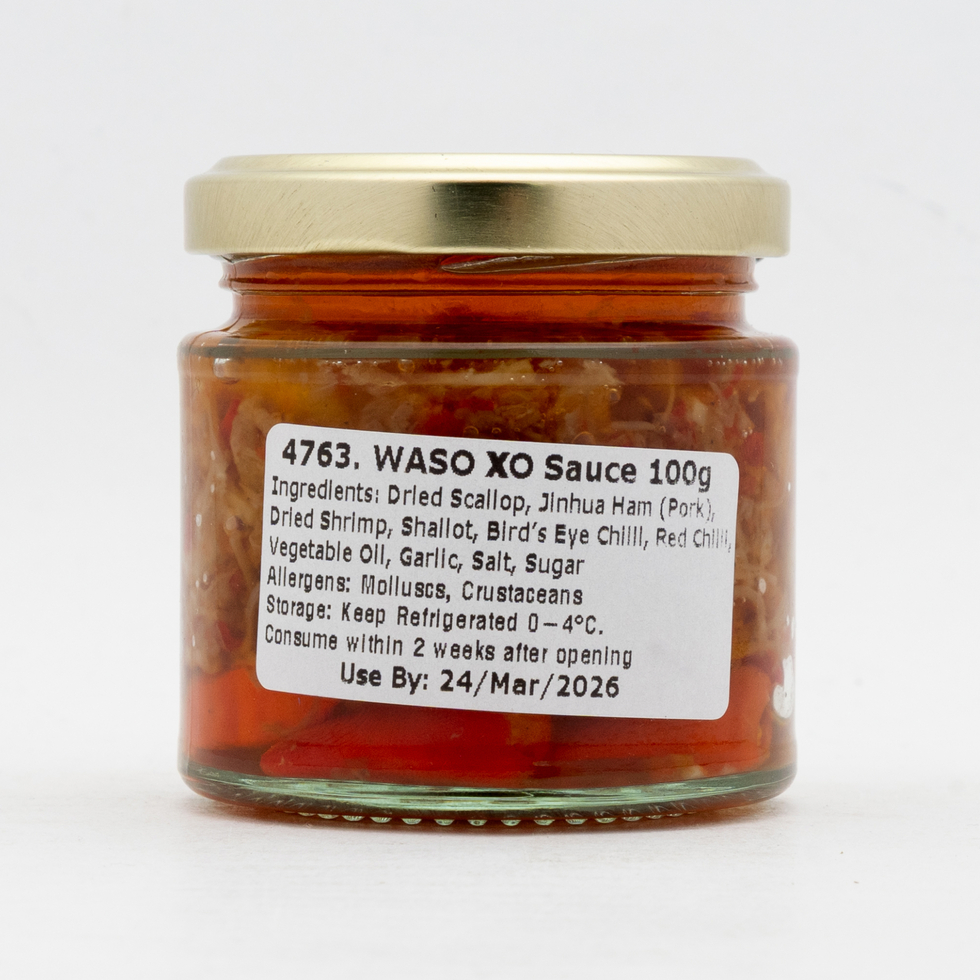 4763. WASO XO Sauce 100g
Ingredients: Dried Scallop, Jinhua Ham (Pork),
Dried Shrimp, Shallot, Bird's Eye Chilli, Red Chilli,
Vegetable Oil, Garlic, Salt, Sugar
Allergens: Molluscs, Crustaceans
Storage: Keep Refrigerated 0-4°C.
Consume within 2 weeks after opening
Use By: 24/Mar/2026